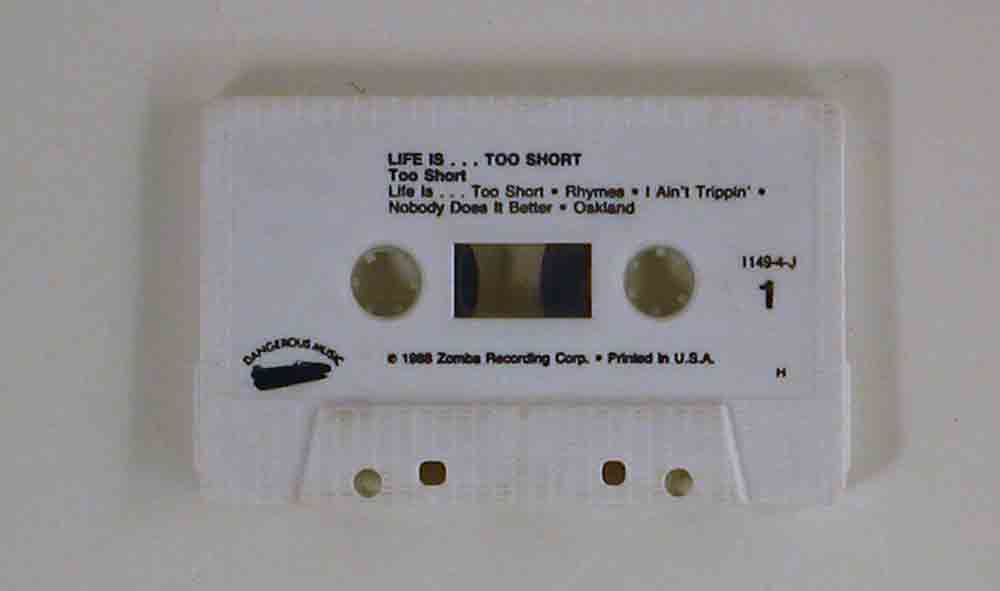 LIFE IS . . . TOO SHORT
Too Short
Life Is . . . Too Short • Rhymes • I Ain't Trippin' •
Nobody Does It Better • Oakland
1149-4-J
1
DANGEROUS MUSIC
℗ 1988 Zomba Recording Corp. • Printed in U.S.A.
H